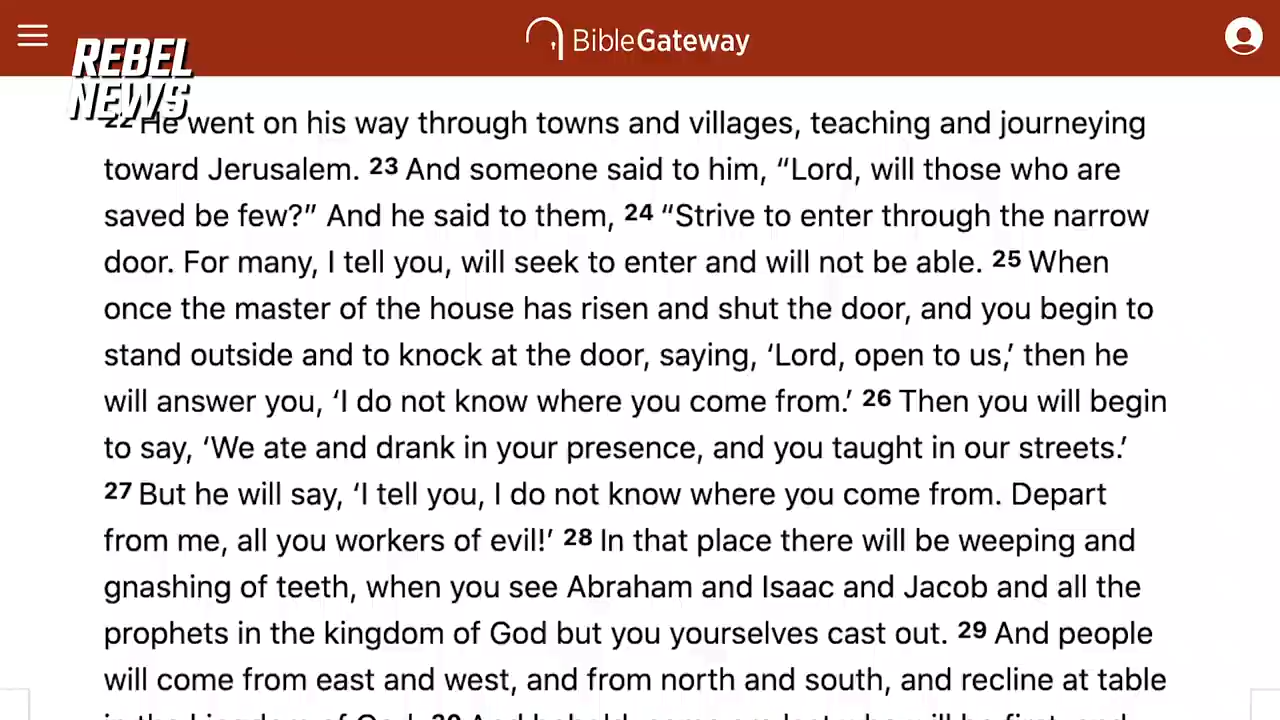 BibleGateway
REBEL
NEWS
22 He went on his way through towns and villages, teaching and journeying
toward Jerusalem. 23 And someone said to him, “Lord, will those who are
saved be few?” And he said to them, 24 “Strive to enter through the narrow
door. For many, I tell you, will seek to enter and will not be able. 25 When
once the master of the house has risen and shut the door, and you begin to
stand outside and to knock at the door, saying, ‘Lord, open to us,’ then he
will answer you, ‘I do not know where you come from.’ 26 Then you will begin
to say, ‘We ate and drank in your presence, and you taught in our streets.’
27 But he will say, ‘I tell you, I do not know where you come from. Depart
from me, all you workers of evil!’ 28 In that place there will be weeping and
gnashing of teeth, when you see Abraham and Isaac and Jacob and all the
prophets in the kingdom of God but you yourselves cast out. 29 And people
will come from east and west, and from north and south, and recline at table